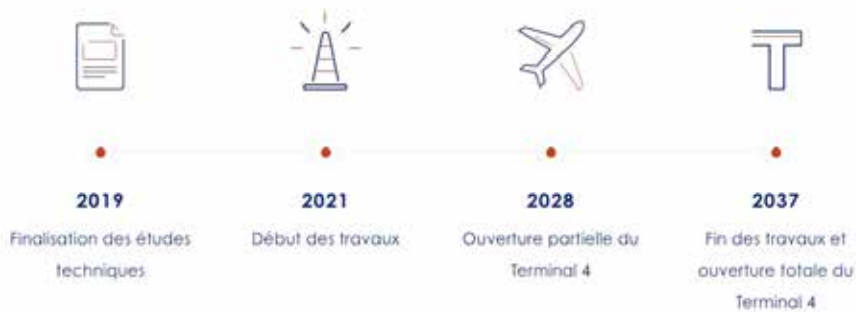 2019
Finalisation des études
techniques
2021
Début des travaux
2028
Ouverture partielle du
Terminal 4
2037
Fin des travaux et
ouverture totale du
Terminal 4